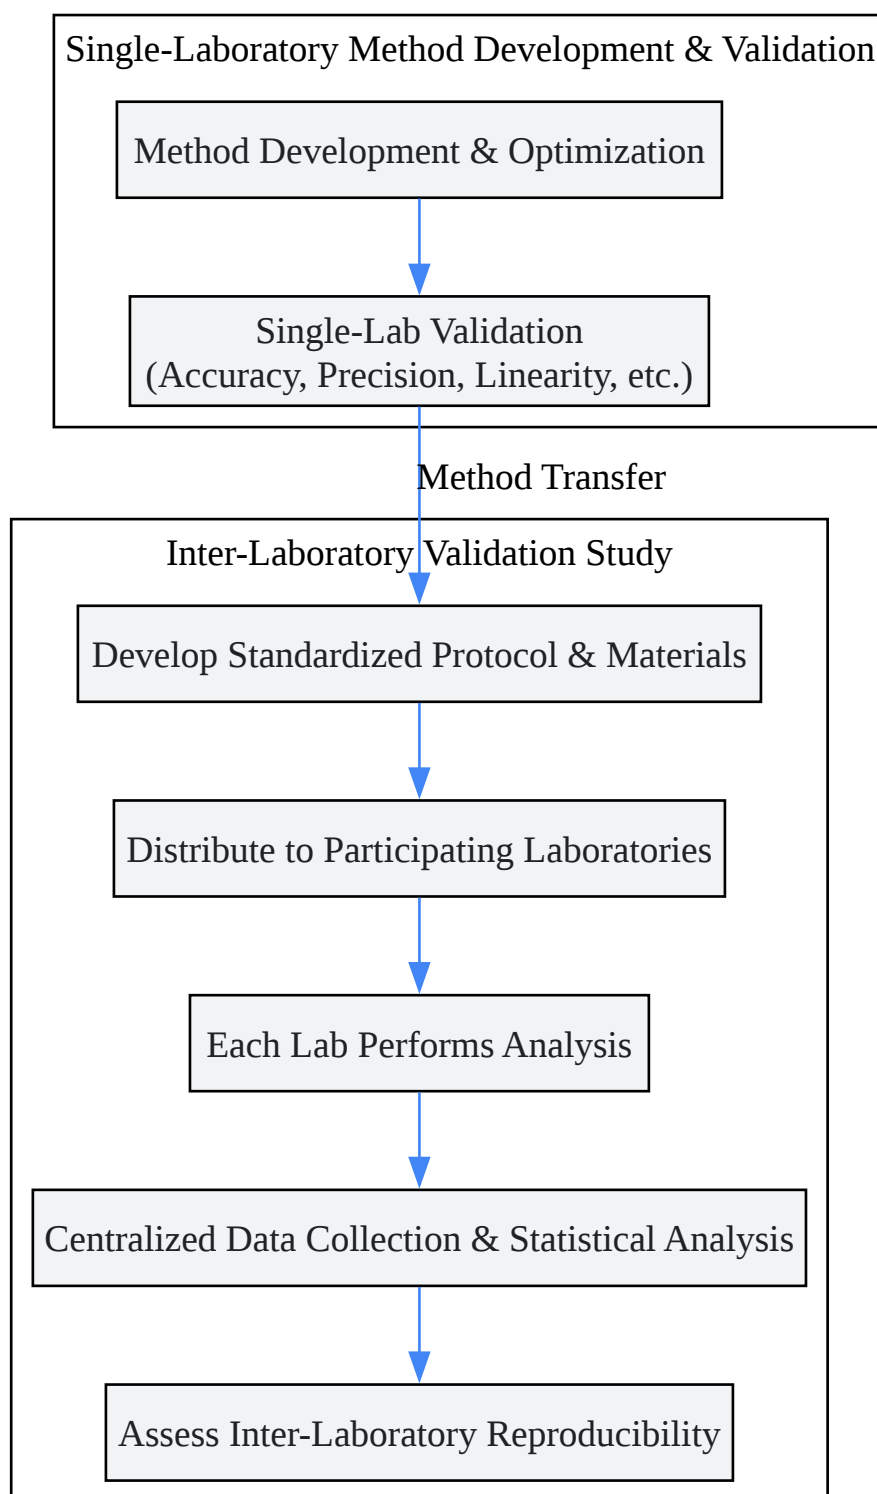 Single-Laboratory Method Development & Validation
Method Development & Optimization
Single-Lab Validation
(Accuracy, Precision, Linearity, etc.)
Method Transfer
Inter-Laboratory Validation Study
Develop Standardized Protocol & Materials
Distribute to Participating Laboratories
Each Lab Performs Analysis
Centralized Data Collection & Statistical Analysis
Assess Inter-Laboratory Reproducibility